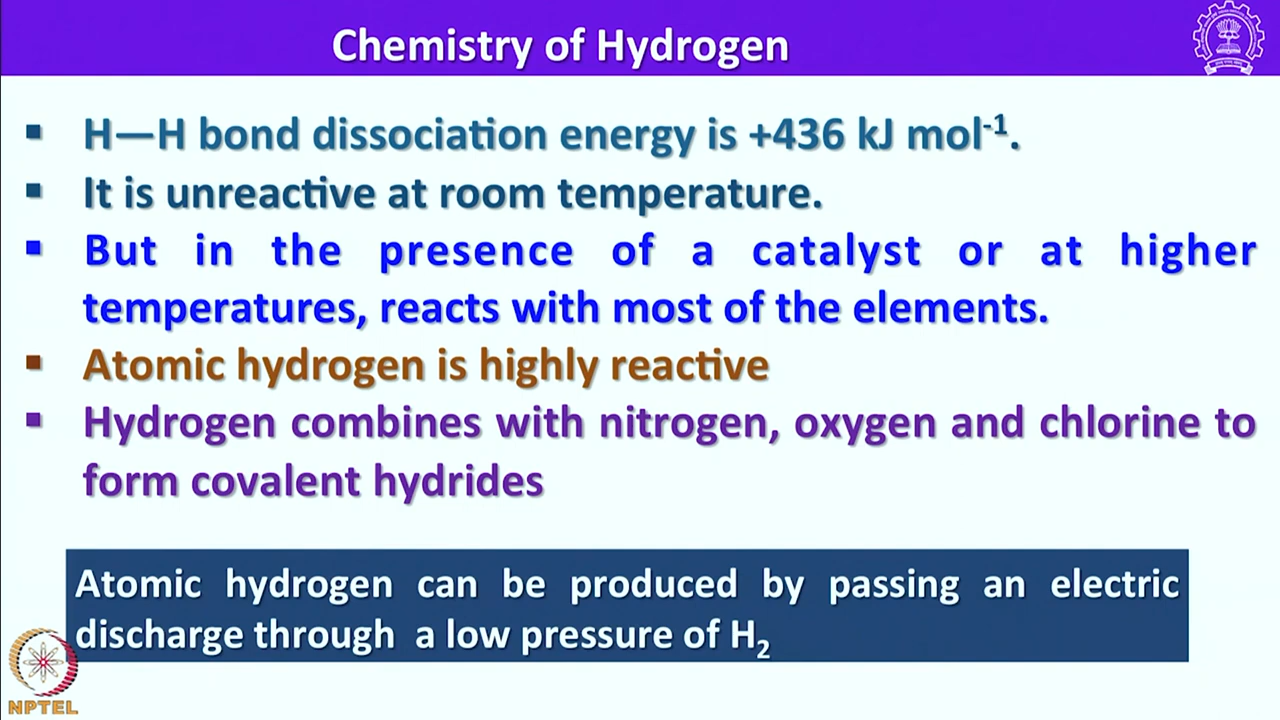 Chemistry of Hydrogen
▪ H—H bond dissociation energy is +436 kJ mol⁻¹.
▪ It is unreactive at room temperature.
▪ But in the presence of a catalyst or at higher
temperatures, reacts with most of the elements.
▪ Atomic hydrogen is highly reactive
▪ Hydrogen combines with nitrogen, oxygen and chlorine to
form covalent hydrides
Atomic hydrogen can be produced by passing an electric
discharge through a low pressure of H₂
NPTEL